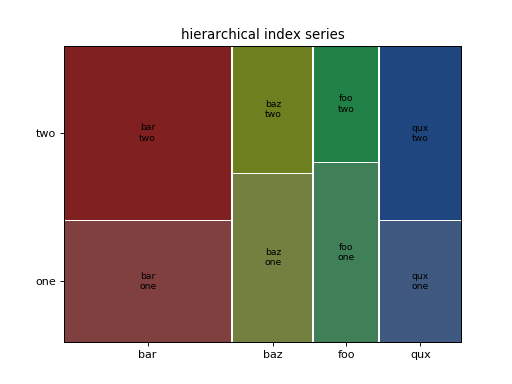 hierarchical index series
two
bar
two
baz
two
foo
two
qux
two
one
bar
one
baz
one
foo
one
qux
one
bar
baz
foo
qux